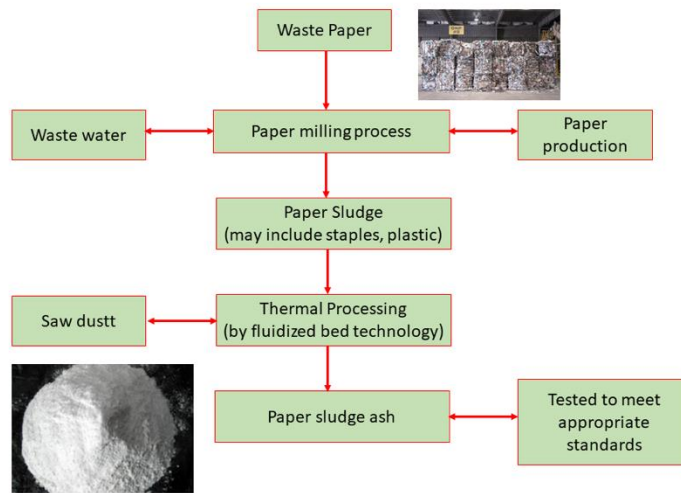 Waste Paper
Waste water
Paper milling process
Paper
production
Paper Sludge
(may include staples, plastic)
Saw dustt
Thermal Processing
(by fluidized bed technology)
Paper sludge ash
Tested to meet
appropriate
standards